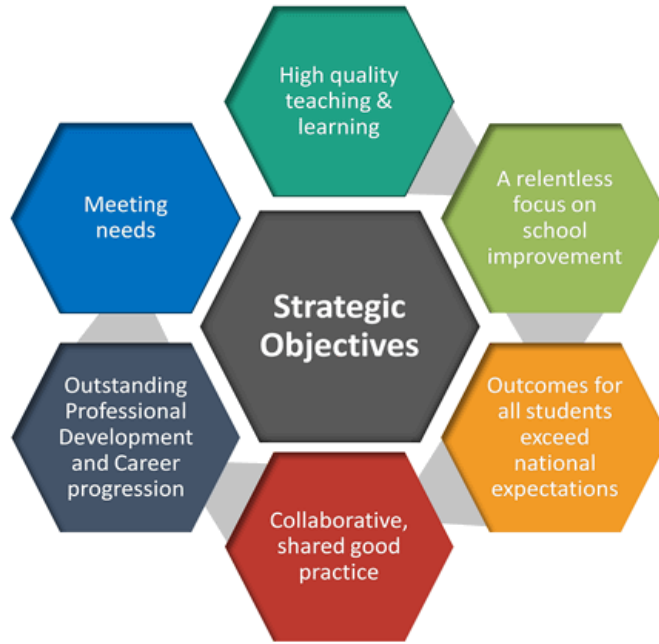 High quality
teaching &
learning
A relentless
focus on
school
improvement
Outcomes for
all students
exceed
national
expectations
Collaborative,
shared good
practice
Outstanding
Professional
Development
and Career
progression
Meeting
needs
Strategic
Objectives